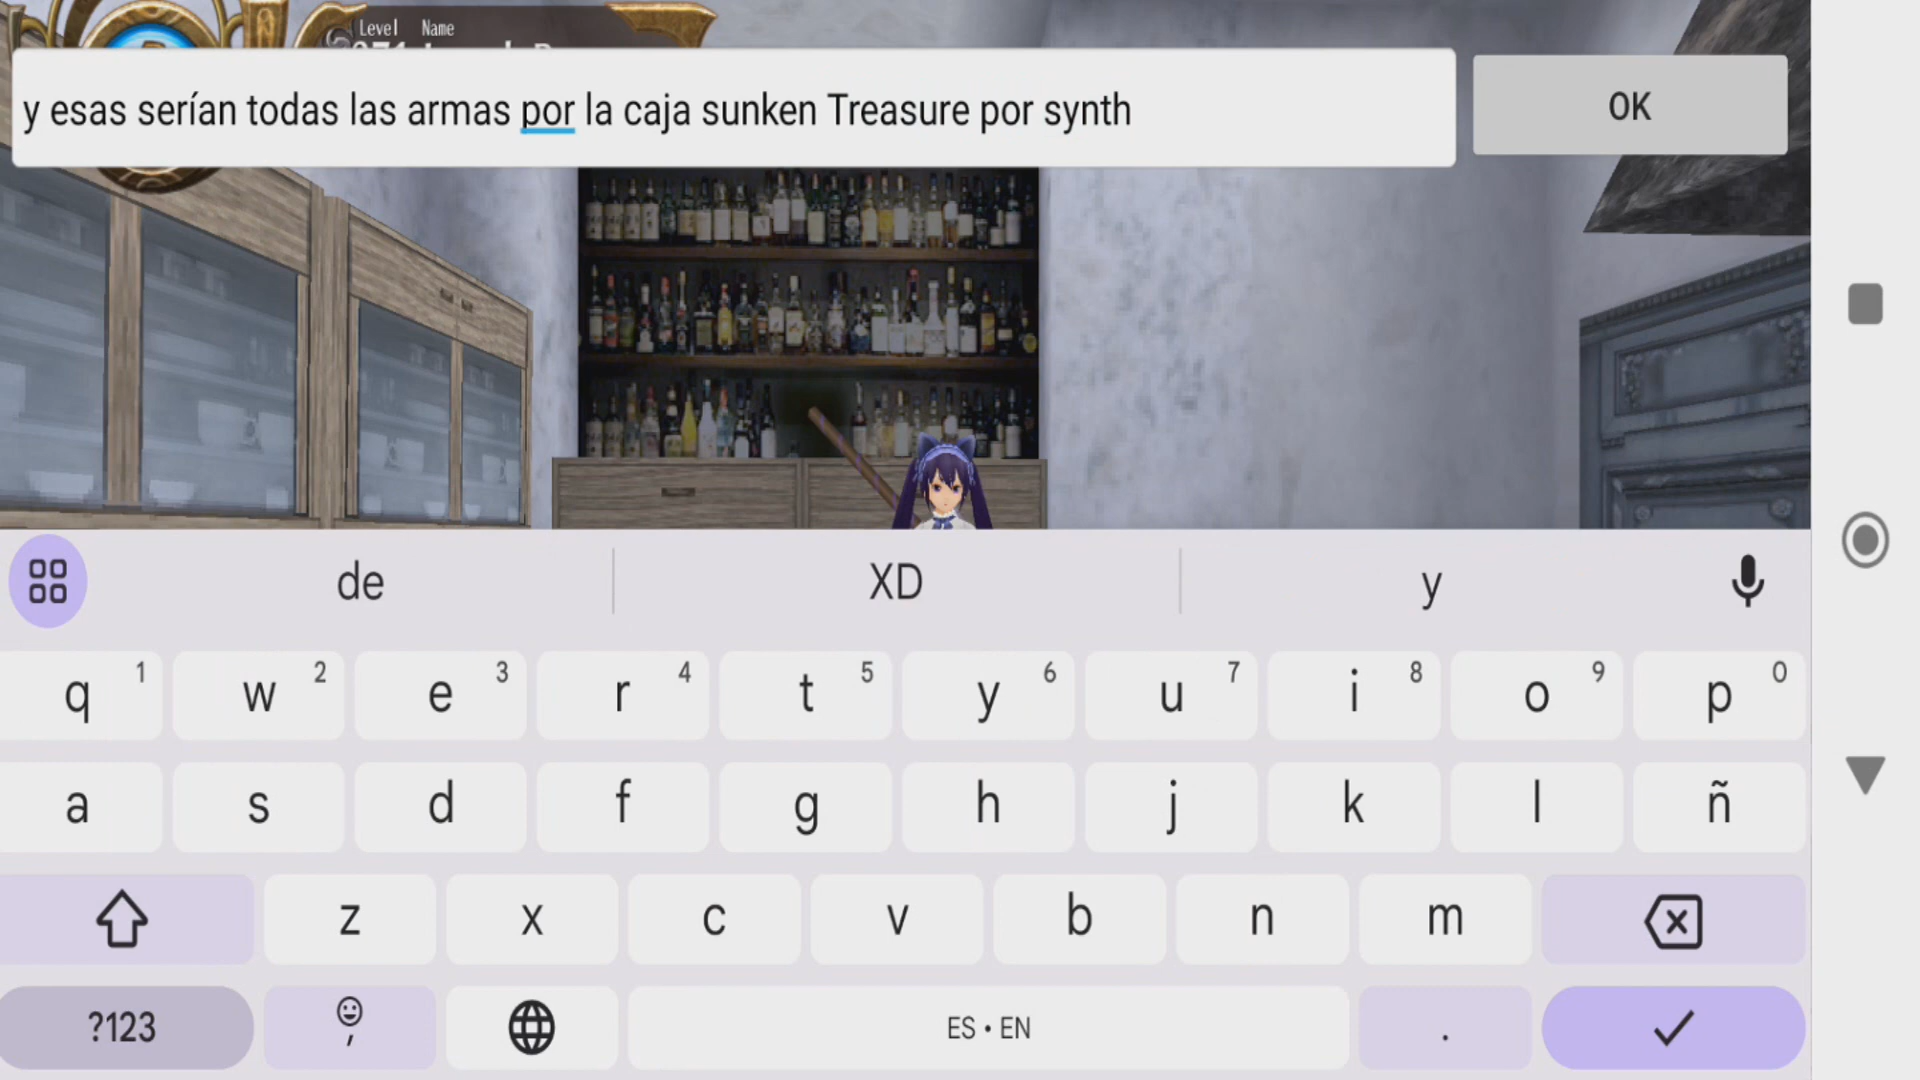 Level Name
y esas serían todas las armas por la caja sunken Treasure por synth
OK
de XD y
q 1 w 2 e 3 r 4 t 5 y 6 u 7 i 8 o 9 p 0
a s d f g h j k l ñ
z x c v b n m
?123 , ES • EN .